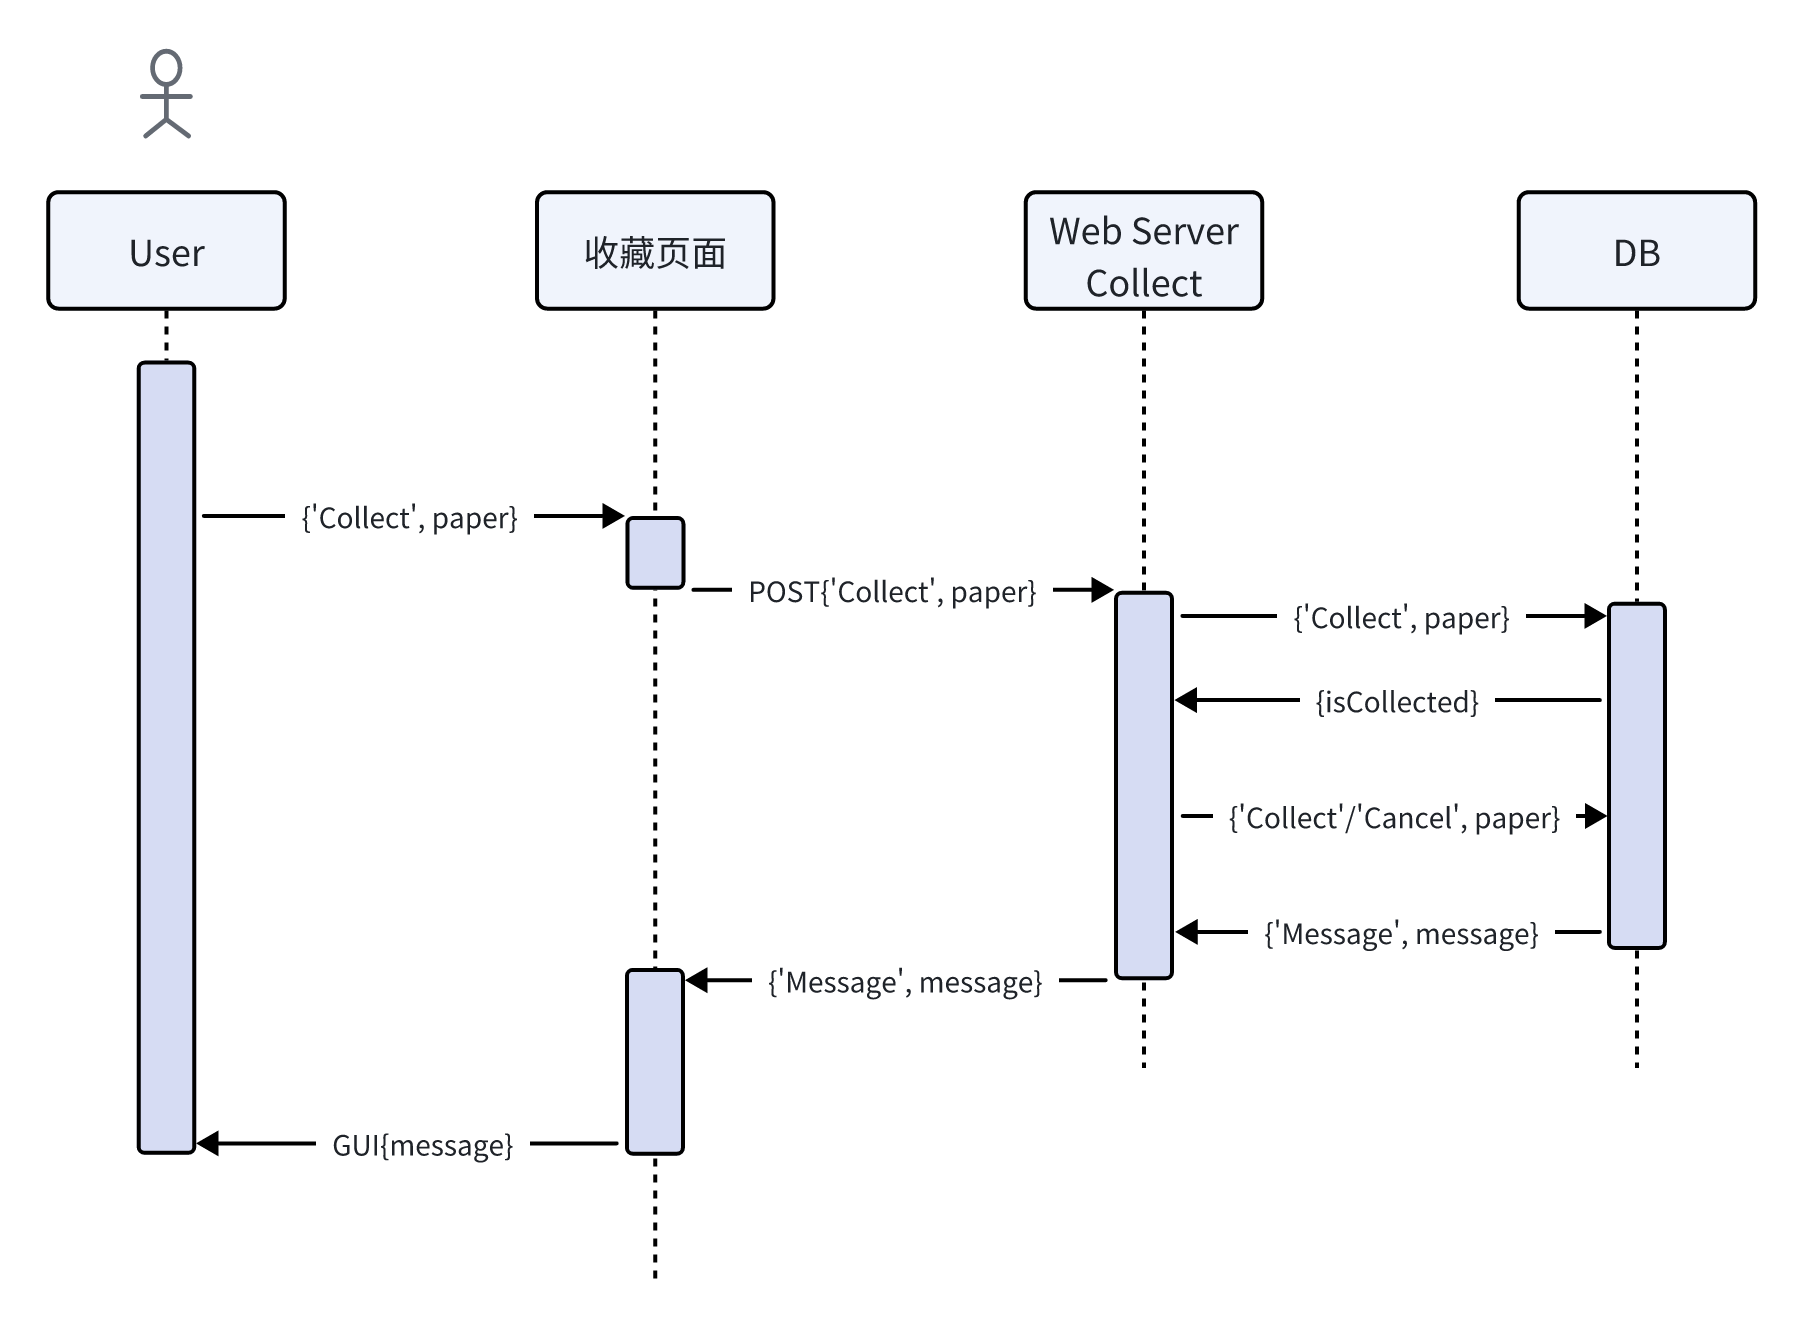 User
收藏页面
Web Server
Collect
DB
{'Collect', paper}
POST{'Collect', paper}
{'Collect', paper}
{isCollected}
{'Collect'/'Cancel', paper}
{'Message', message}
{'Message', message}
GUI{message}